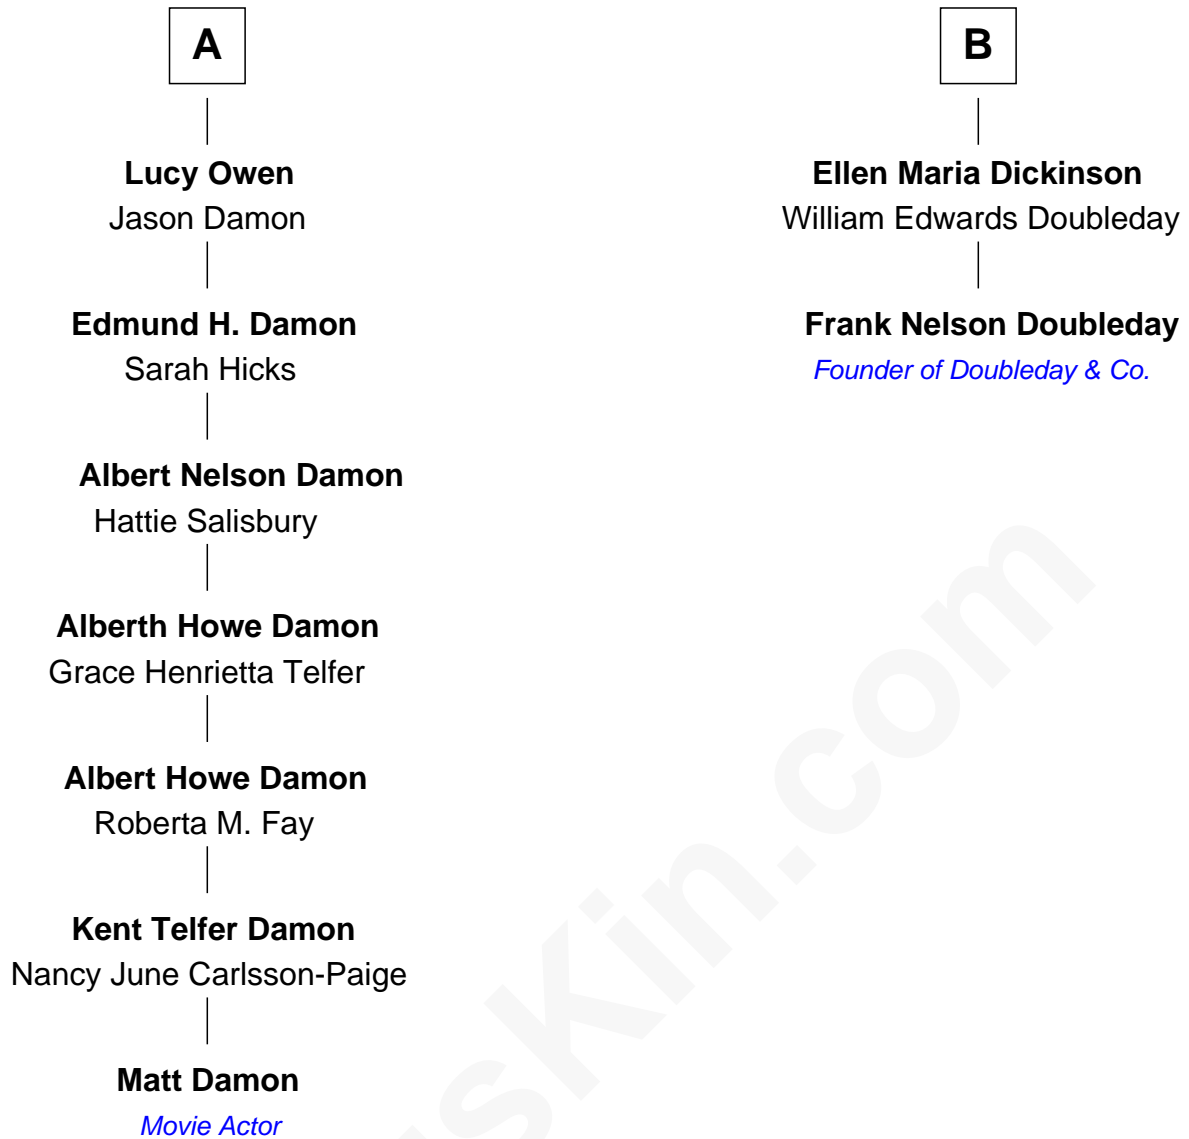 A
Lucy Owen
Jason Damon
Edmund H. Damon
Sarah Hicks
Albert Nelson Damon
Hattie Salisbury
Alberth Howe Damon
Grace Henrietta Telfer
Albert Howe Damon
Roberta M. Fay
Kent Telfer Damon
Nancy June Carlsson-Paige
Matt Damon
Movie Actor
B
Ellen Maria Dickinson
William Edwards Doubleday
Frank Nelson Doubleday
Founder of Doubleday & Co.
sKin.com